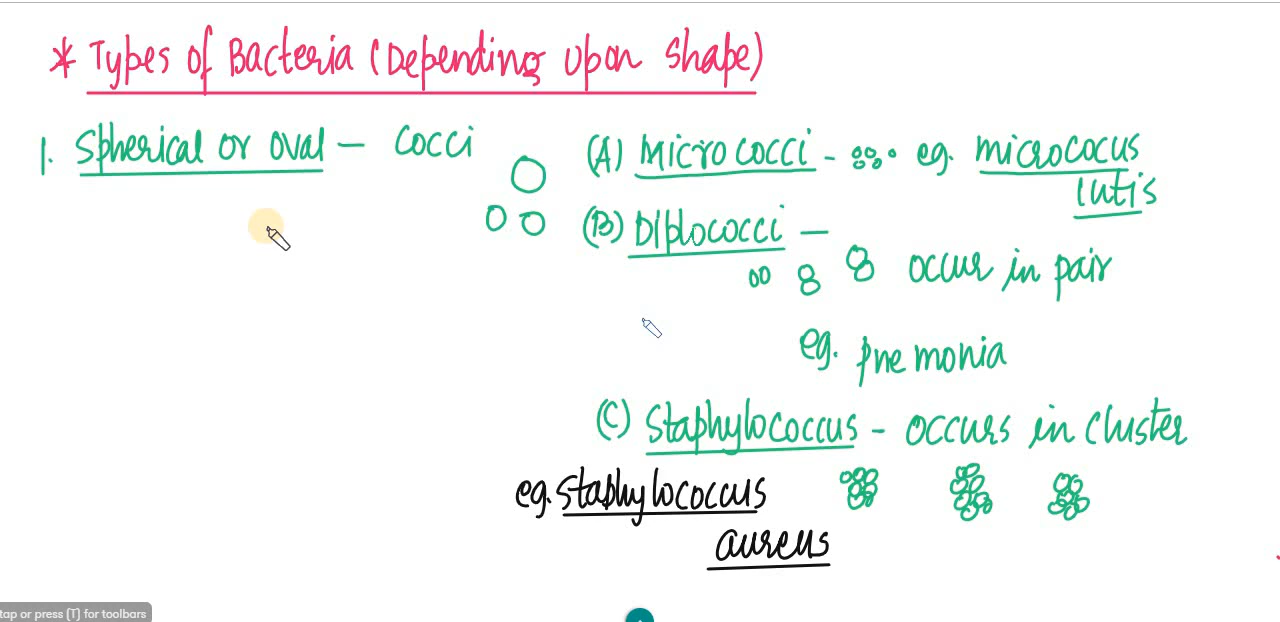 * Types of Bacteria (Depending upon shape)
1. Spherical or oval – cocci
(A) Micrococci - eg. micrococus
lutis
(B) Diplococci –
occur in pair
eg. pnemonia
(C) Staphylococcus - occurs in cluster
eg. staphylococcus
aureus
tap or press (T) for toolbars